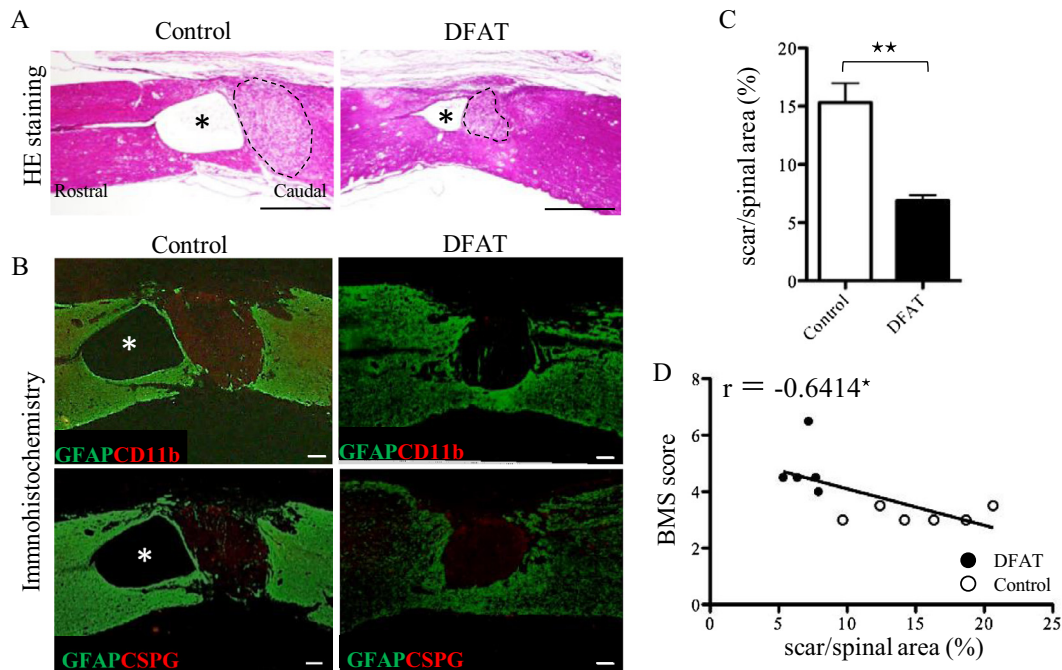 A
Control
DFAT
HE staining
*
*
Rostral
Caudal
B
Control
DFAT
Immnohistochemistry
*
GFAPCD11b
GFAPCD11b
*
GFAPCSPG
GFAPCSPG
C
scar/spinal area (%)
20
15
10
5
0
★★
Control
DFAT
D
r = -0.6414★
BMS score
8
6
4
2
0
DFAT
Control
0 5 10 15 20 25
scar/spinal area (%)